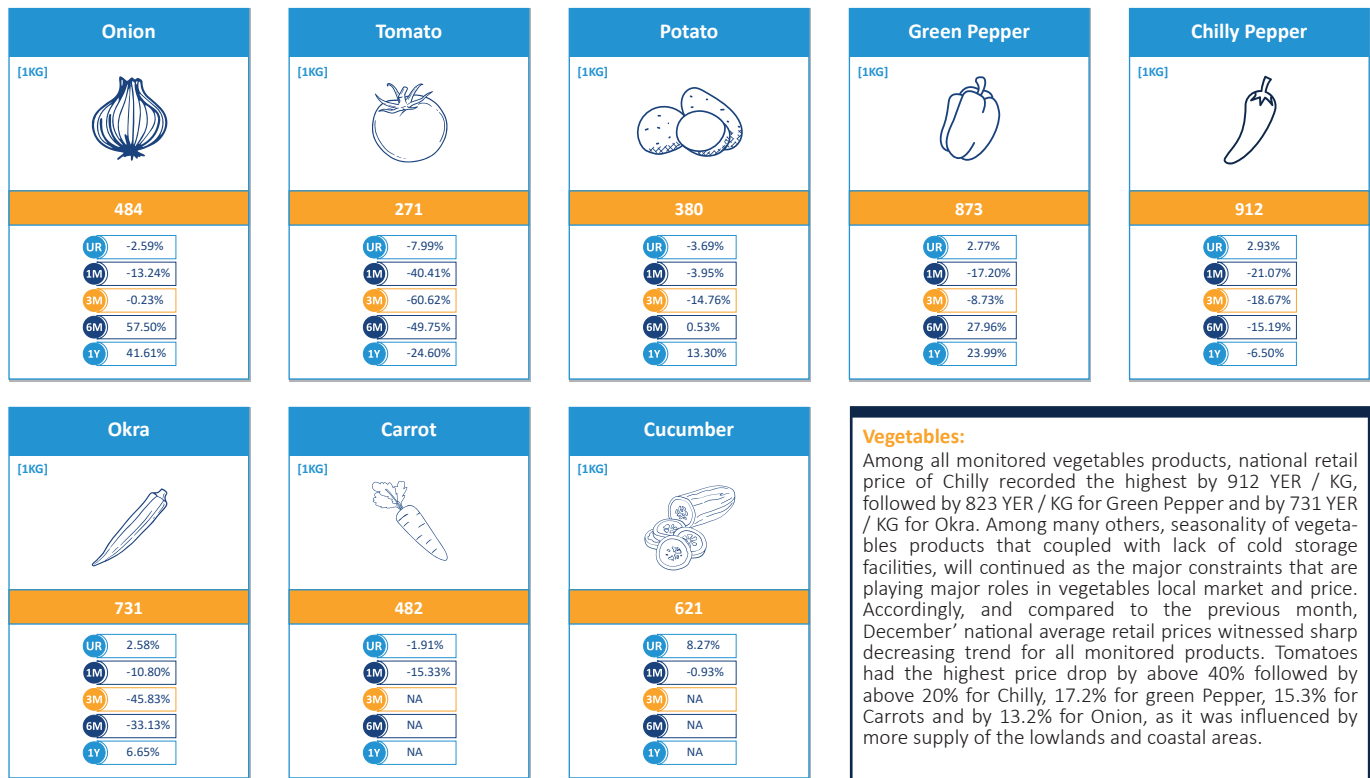 Onion
[1KG]
484
UR -2.59%
1M -13.24%
3M -0.23%
6M 57.50%
1Y 41.61%
Tomato
[1KG]
271
UR -7.99%
1M -40.41%
3M -60.62%
6M -49.75%
1Y -24.60%
Potato
[1KG]
380
UR -3.69%
1M -3.95%
3M -14.76%
6M 0.53%
1Y 13.30%
Green Pepper
[1KG]
873
UR 2.77%
1M -17.20%
3M -8.73%
6M 27.96%
1Y 23.99%
Chilly Pepper
[1KG]
912
UR 2.93%
1M -21.07%
3M -18.67%
6M -15.19%
1Y -6.50%
Okra
[1KG]
731
UR 2.58%
1M -10.80%
3M -45.83%
6M -33.13%
1Y 6.65%
Carrot
[1KG]
482
UR -1.91%
1M -15.33%
3M NA
6M NA
1Y NA
Cucumber
[1KG]
621
UR 8.27%
1M -0.93%
3M NA
6M NA
1Y NA
Vegetables:
Among all monitored vegetables products, national retail
price of Chilly recorded the highest by 912 YER / KG,
followed by 823 YER / KG for Green Pepper and by 731 YER
/ KG for Okra. Among many others, seasonality of vegeta-
bles products that coupled with lack of cold storage
facilities, will continued as the major constraints that are
playing major roles in vegetables local market and price.
Accordingly, and compared to the previous month,
December’ national average retail prices witnessed sharp
decreasing trend for all monitored products. Tomatoes
had the highest price drop by above 40% followed by
above 20% for Chilly, 17.2% for green Pepper, 15.3% for
Carrots and by 13.2% for Onion, as it was influenced by
more supply of the lowlands and coastal areas.